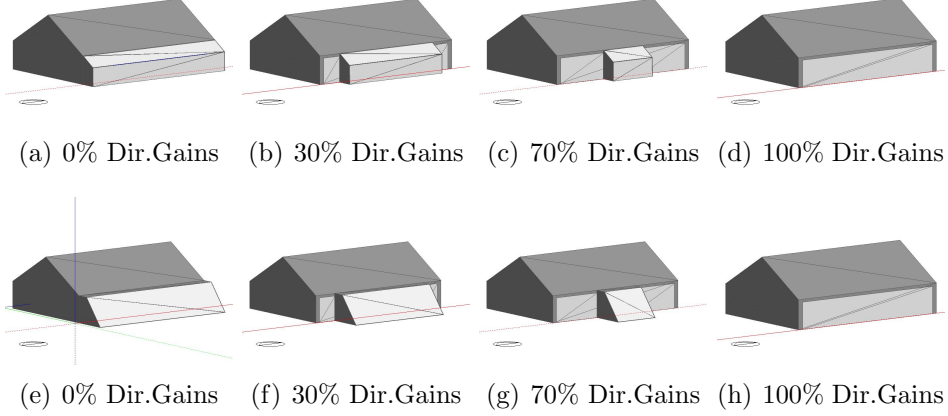 (a) 0% Dir.Gains (b) 30% Dir.Gains (c) 70% Dir.Gains (d) 100% Dir.Gains
(e) 0% Dir.Gains (f) 30% Dir.Gains (g) 70% Dir.Gains (h) 100% Dir.Gains